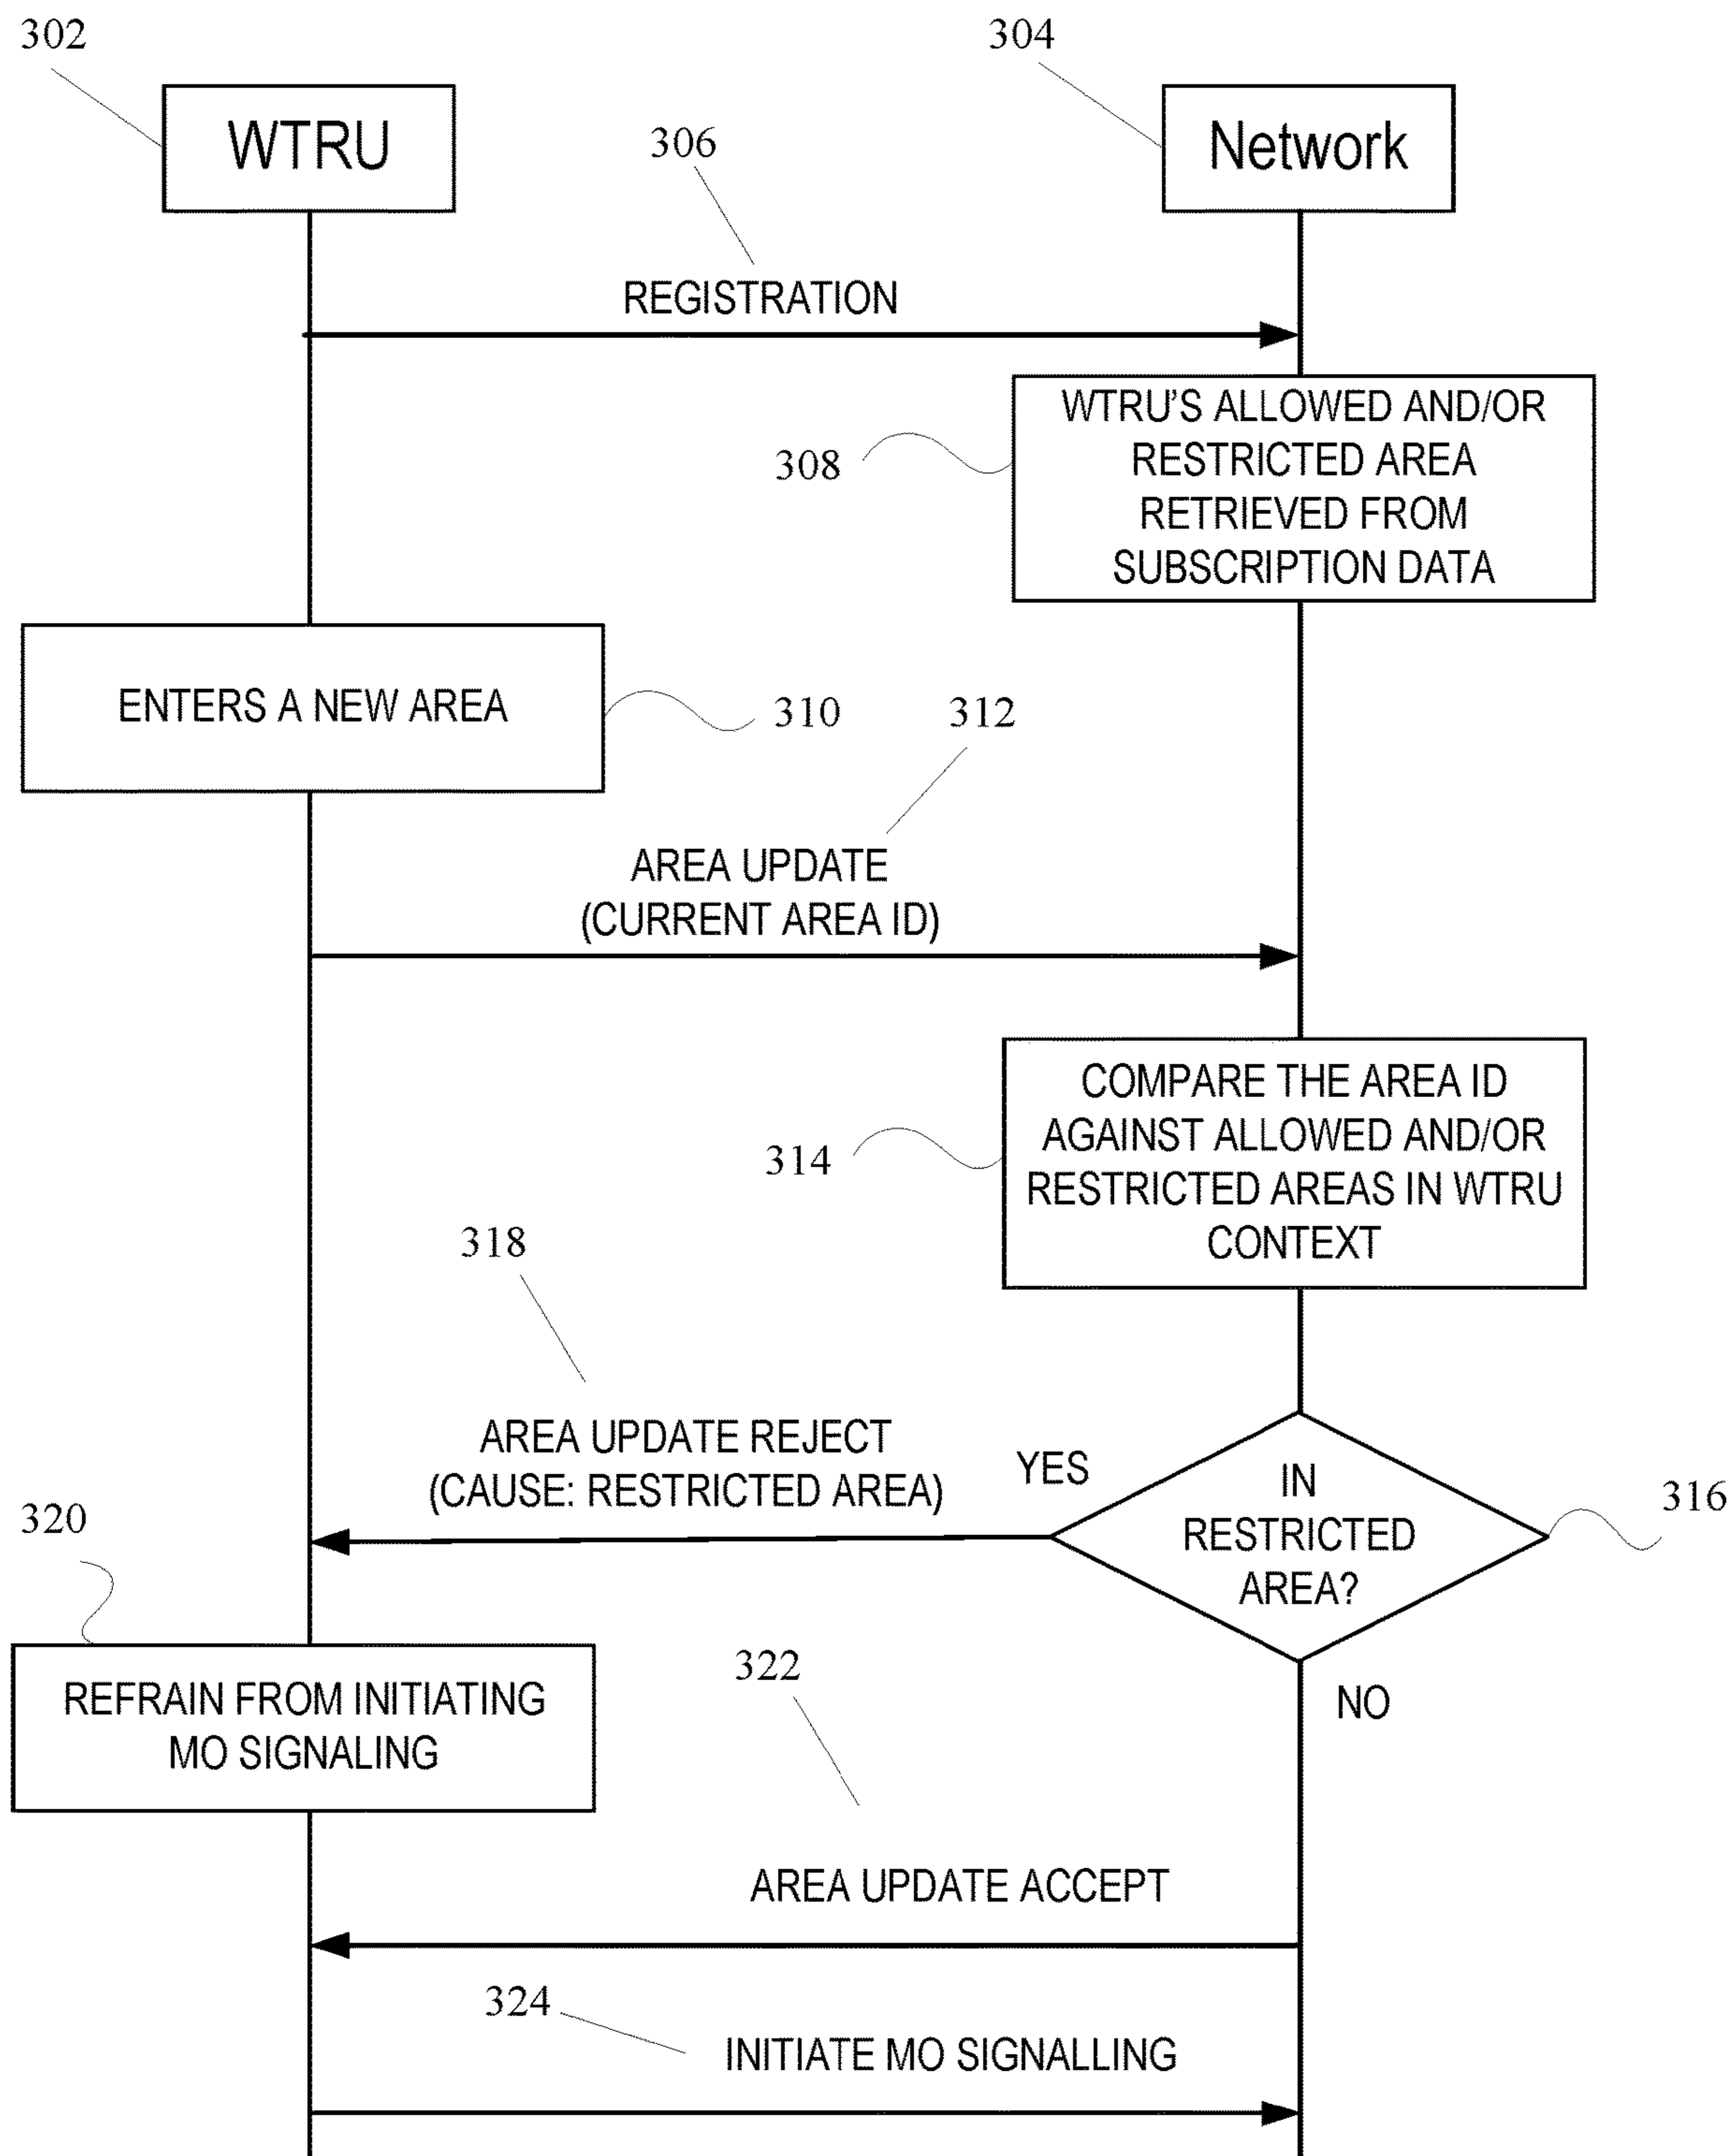 302
304
WTRU
Network
306
REGISTRATION
WTRU'S ALLOWED AND/OR
RESTRICTED AREA
RETRIEVED FROM
SUBSCRIPTION DATA
308
ENTERS A NEW AREA
310
312
AREA UPDATE
(CURRENT AREA ID)
COMPARE THE AREA ID
AGAINST ALLOWED AND/OR
RESTRICTED AREAS IN WTRU
CONTEXT
314
318
AREA UPDATE REJECT
(CAUSE: RESTRICTED AREA)
YES
IN
RESTRICTED
AREA?
316
320
REFRAIN FROM INITIATING
MO SIGNALING
322
NO
AREA UPDATE ACCEPT
324
INITIATE MO SIGNALLING